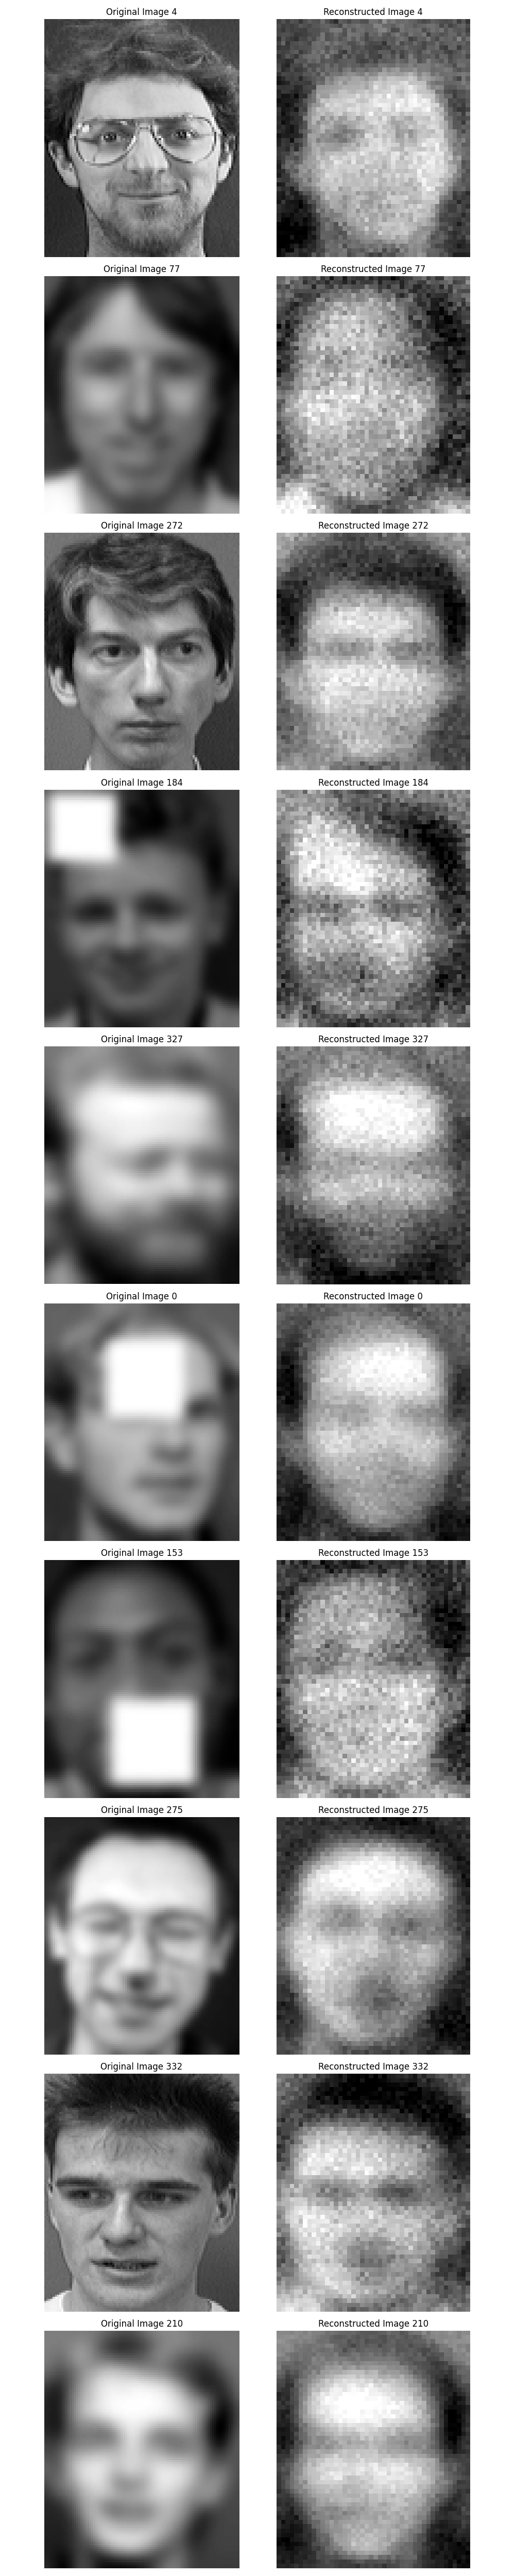 Original Image 4
Reconstructed Image 4
Original Image 77
Reconstructed Image 77
Original Image 272
Reconstructed Image 272
Original Image 184
Reconstructed Image 184
Original Image 327
Reconstructed Image 327
Original Image 0
Reconstructed Image 0
Original Image 153
Reconstructed Image 153
Original Image 275
Reconstructed Image 275
Original Image 332
Reconstructed Image 332
Original Image 210
Reconstructed Image 210